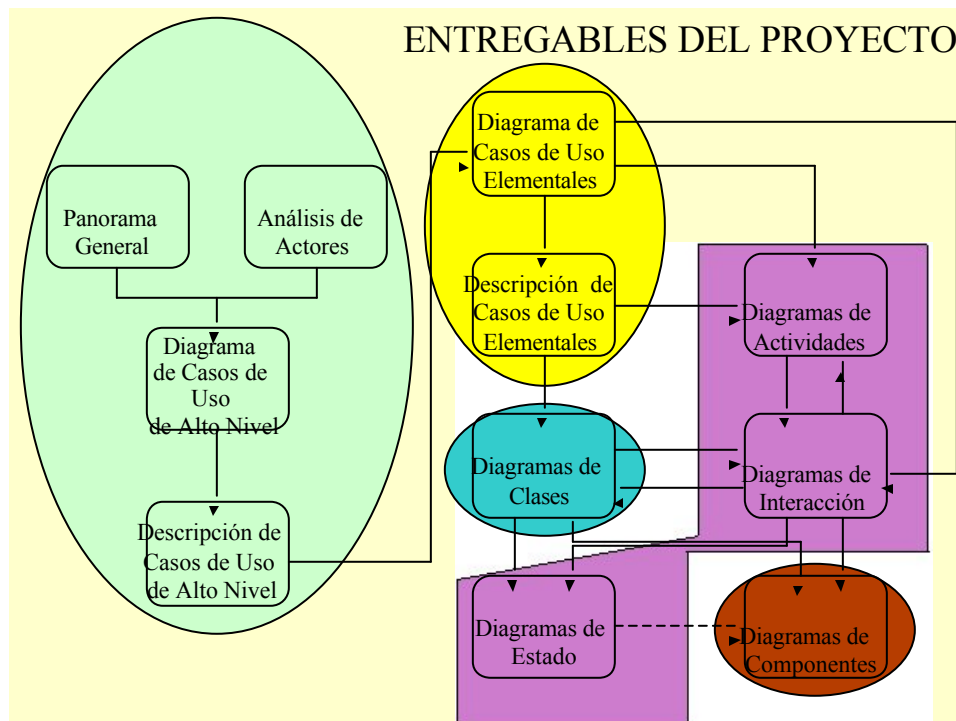 ENTREGABLES DEL PROYECTO
Panorama
General
Análisis de
Actores
Diagrama
de Casos de
Uso
de Alto Nivel
Descripción de
Casos de Uso
de Alto Nivel
Diagrama de
Casos de Uso
Elementales
Descripción de
Casos de Uso
Elementales
Diagramas de
Actividades
Diagramas de
Clases
Diagramas de
Interacción
Diagramas de
Estado
Diagramas de
Componentes